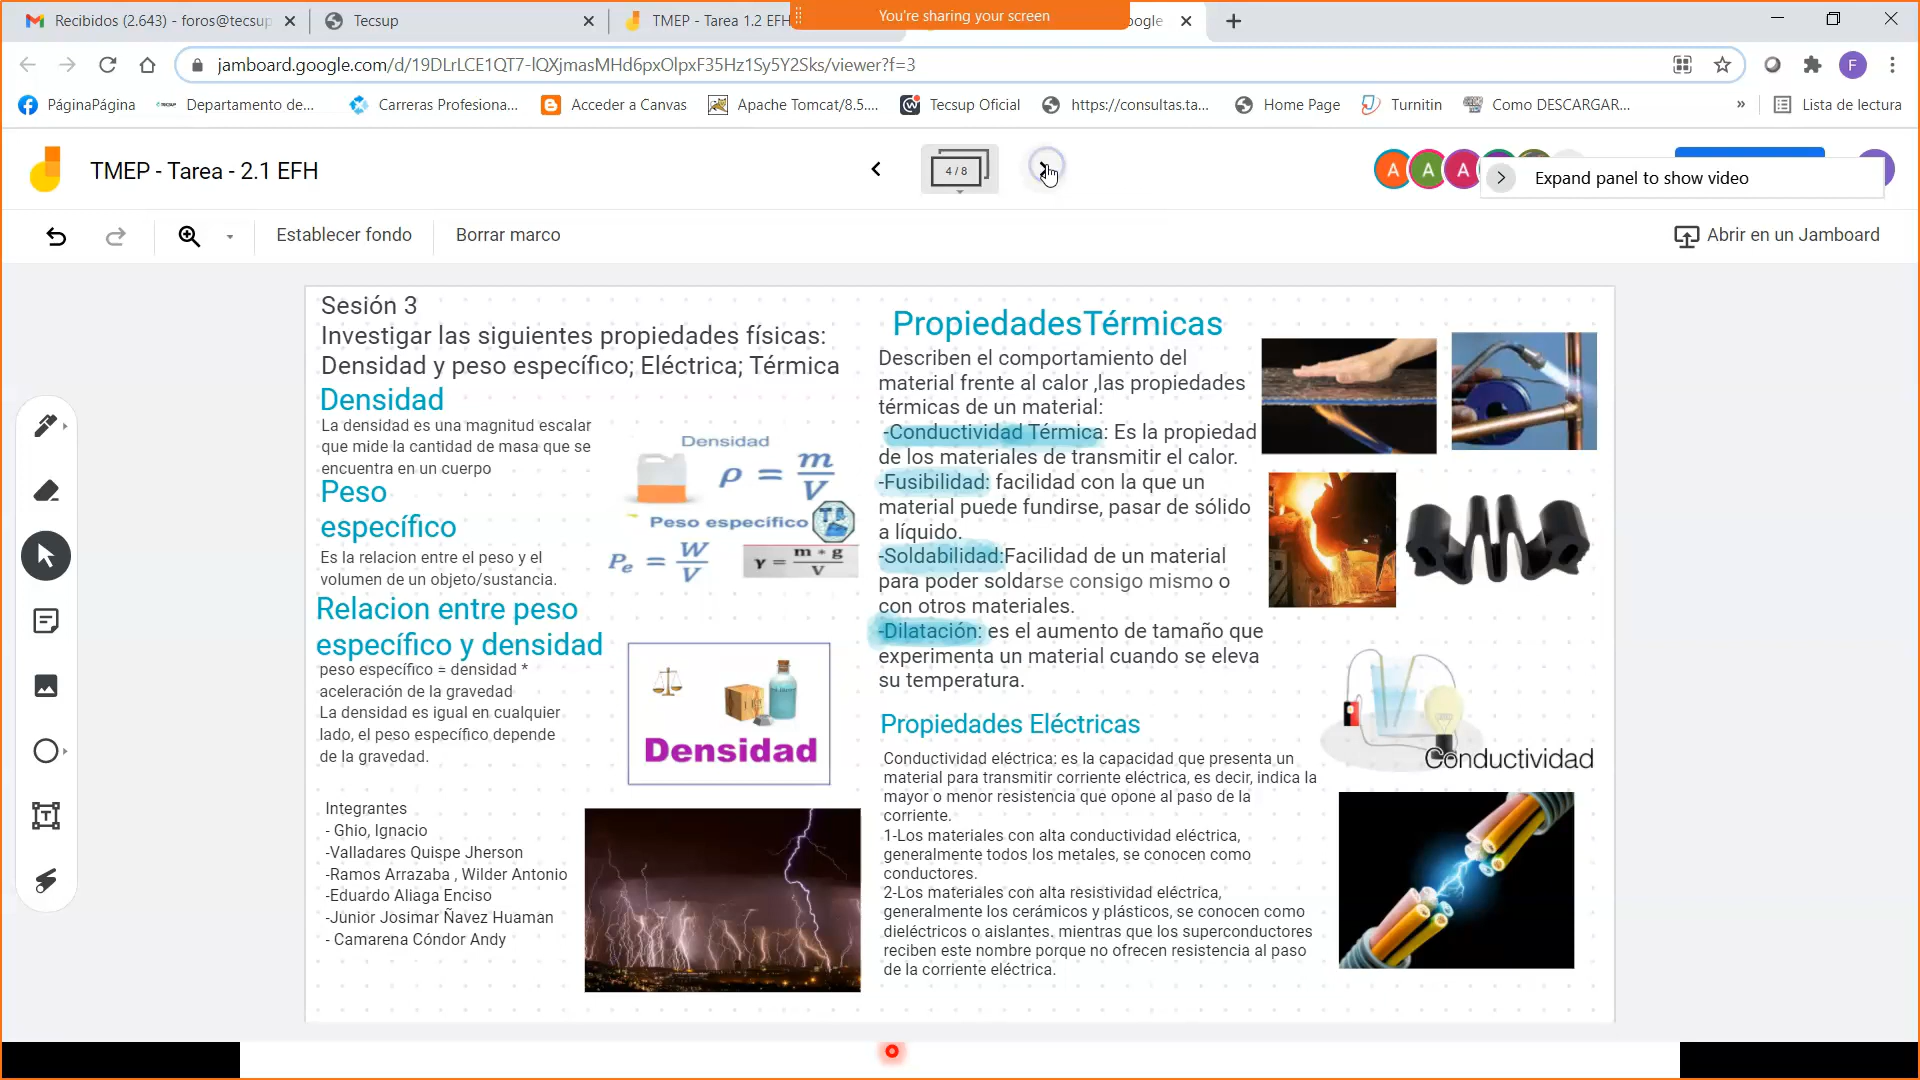 Recibidos (2.643) - foros@tecsup
Tecsup
TMEP - Tarea 1.2 EFH
You're sharing your screen
ogle
jamboard.google.com/d/19DLrLCE1QT7-lQXjmasMHd6pxOlpxF35Hz1Sy5Y2Sks/viewer?f=3
F
PáginaPágina
Departamento de...
Carreras Profesiona...
Acceder a Canvas
Apache Tomcat/8.5....
Tecsup Oficial
https://consultas.ta...
Home Page
Turnitin
Como DESCARGAR...
»
Lista de lectura
TMEP - Tarea - 2.1 EFH
4 / 8
A
A
A
Expand panel to show video
Establecer fondo
Borrar marco
Abrir en un Jamboard
Sesión 3
Investigar las siguientes propiedades físicas:
Densidad y peso específico; Eléctrica; Térmica
Densidad
La densidad es una magnitud escalar
que mide la cantidad de masa que se
encuentra en un cuerpo
Peso
específico
Es la relacion entre el peso y el
volumen de un objeto/sustancia.
Relacion entre peso
específico y densidad
peso específico = densidad *
aceleración de la gravedad
La densidad es igual en cualquier
lado, el peso específico depende
de la gravedad.
Integrantes
- Ghio, Ignacio
-Valladares Quispe Jherson
-Ramos Arrazaba , Wilder Antonio
-Eduardo Aliaga Enciso
-Junior Josimar Ñavez Huaman
- Camarena Cóndor Andy
Densidad
ρ = m/V
Peso específico
Pe = W/V
γ = m * g / V
Densidad
PropiedadesTérmicas
Describen el comportamiento del
material frente al calor ,las propiedades
térmicas de un material:
-Conductividad Térmica: Es la propiedad
de los materiales de transmitir el calor.
-Fusibilidad: facilidad con la que un
material puede fundirse, pasar de sólido
a líquido.
-Soldabilidad:Facilidad de un material
para poder soldarse consigo mismo o
con otros materiales.
-Dilatación: es el aumento de tamaño que
experimenta un material cuando se eleva
su temperatura.
Propiedades Eléctricas
Conductividad eléctrica: es la capacidad que presenta un
material para transmitir corriente eléctrica, es decir, indica la
mayor o menor resistencia que opone al paso de la
corriente.
1-Los materiales con alta conductividad eléctrica,
generalmente todos los metales, se conocen como
conductores.
2-Los materiales con alta resistividad eléctrica,
generalmente los cerámicos y plásticos, se conocen como
dieléctricos o aislantes. mientras que los superconductores
reciben este nombre porque no ofrecen resistencia al paso
de la corriente eléctrica.
Conductividad